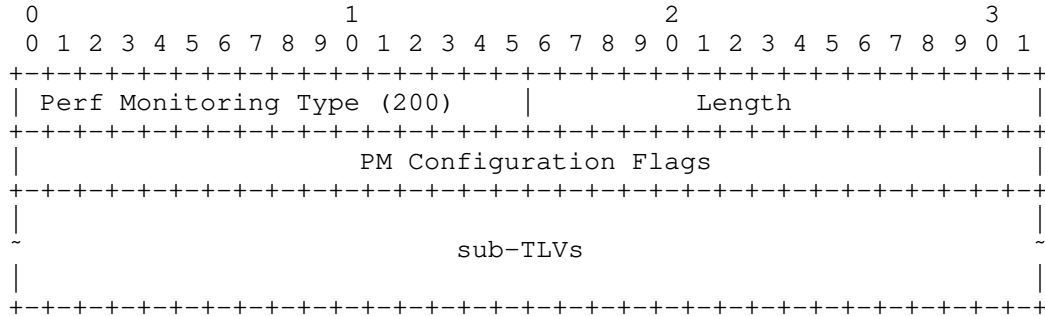 0                   1                   2                   3
 0 1 2 3 4 5 6 7 8 9 0 1 2 3 4 5 6 7 8 9 0 1 2 3 4 5 6 7 8 9 0 1
+-+-+-+-+-+-+-+-+-+-+-+-+-+-+-+-+-+-+-+-+-+-+-+-+-+-+-+-+-+-+-+-+
| Perf Monitoring Type (200)    |          Length               |
+-+-+-+-+-+-+-+-+-+-+-+-+-+-+-+-+-+-+-+-+-+-+-+-+-+-+-+-+-+-+-+-+
|                     PM Configuration Flags                    |
+-+-+-+-+-+-+-+-+-+-+-+-+-+-+-+-+-+-+-+-+-+-+-+-+-+-+-+-+-+-+-+-+
|                                                               |
~                           sub-TLVs                            ~
|                                                               |
+-+-+-+-+-+-+-+-+-+-+-+-+-+-+-+-+-+-+-+-+-+-+-+-+-+-+-+-+-+-+-+-+